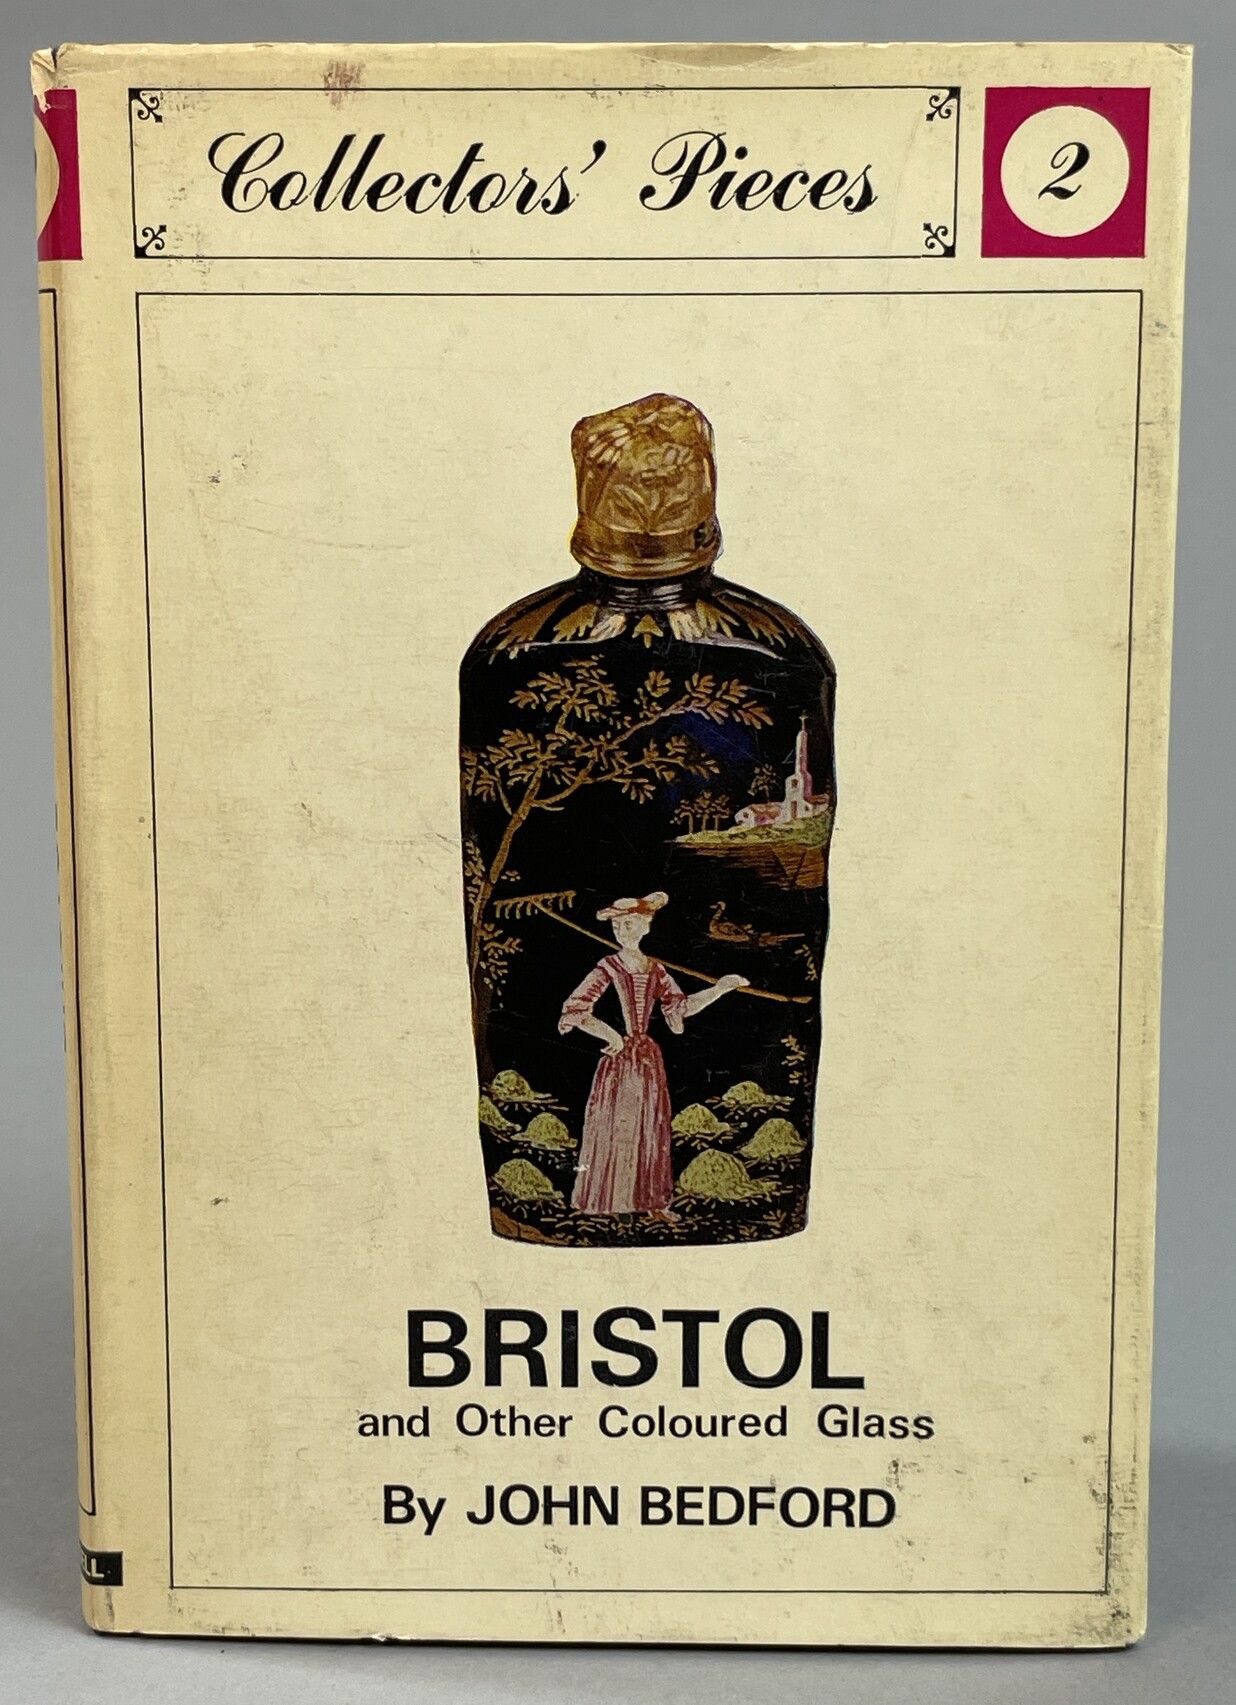 Collectors' Pieces
2
BRISTOL
and Other Coloured Glass
By JOHN BEDFORD